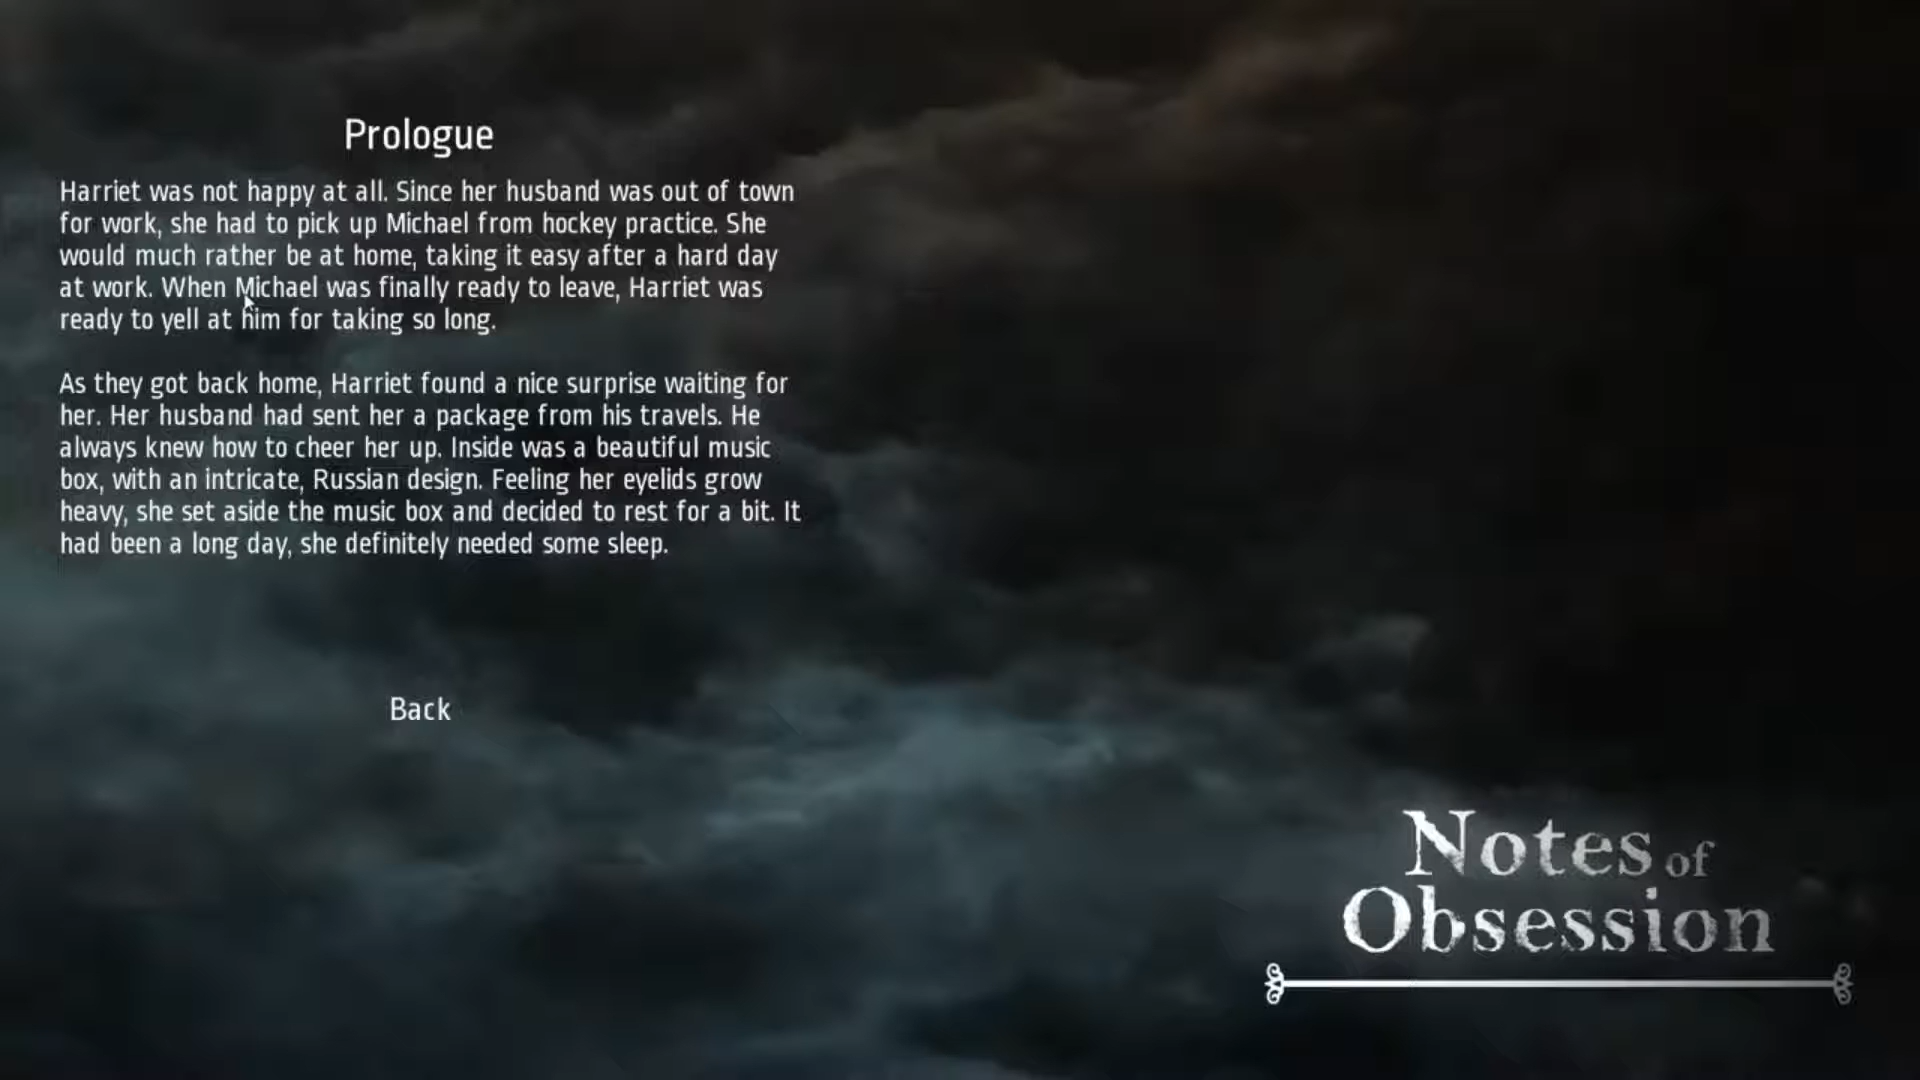 Prologue
Harriet was not happy at all. Since her husband was out of town
for work, she had to pick up Michael from hockey practice. She
would much rather be at home, taking it easy after a hard day
at work. When Michael was finally ready to leave, Harriet was
ready to yell at him for taking so long.
As they got back home, Harriet found a nice surprise waiting for
her. Her husband had sent her a package from his travels. He
always knew how to cheer her up. Inside was a beautiful music
box, with an intricate, Russian design. Feeling her eyelids grow
heavy, she set aside the music box and decided to rest for a bit. It
had been a long day, she definitely needed some sleep.
Back
Notes of
Obsession